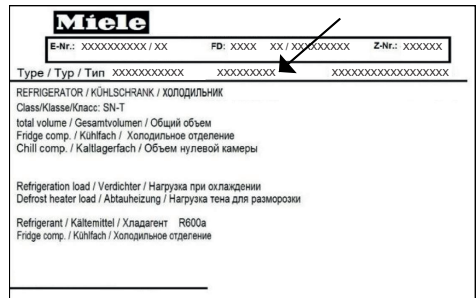 Miele
E-Nr.: XXXXXXXXXX / XX FD: XXXX XX / XXXXXXXXX Z-Nr.: XXXXXX
Type / Typ / Тип XXXXXXXXXXX XXXXXXXXX XXXXXXXXXXXXXXXXXX
REFRIGERATOR / KÜHLSCHRANK / ХОЛОДИЛЬНИК
Class/Klasse/Класс: SN-T
total volume / Gesamtvolumen / Общий объем
Fridge comp. / Kühlfach / Холодильное отделение
Chill comp. / Kaltlagerfach / Объем нулевой камеры
Refrigeration load / Verdichter / Нагрузка при охлаждении
Defrost heater load / Abtauheizung / Нагрузка тена для разморозки
Refrigerant / Kältemittel / Хладагент R600a
Fridge comp. / Kühlfach / Холодильное отделение